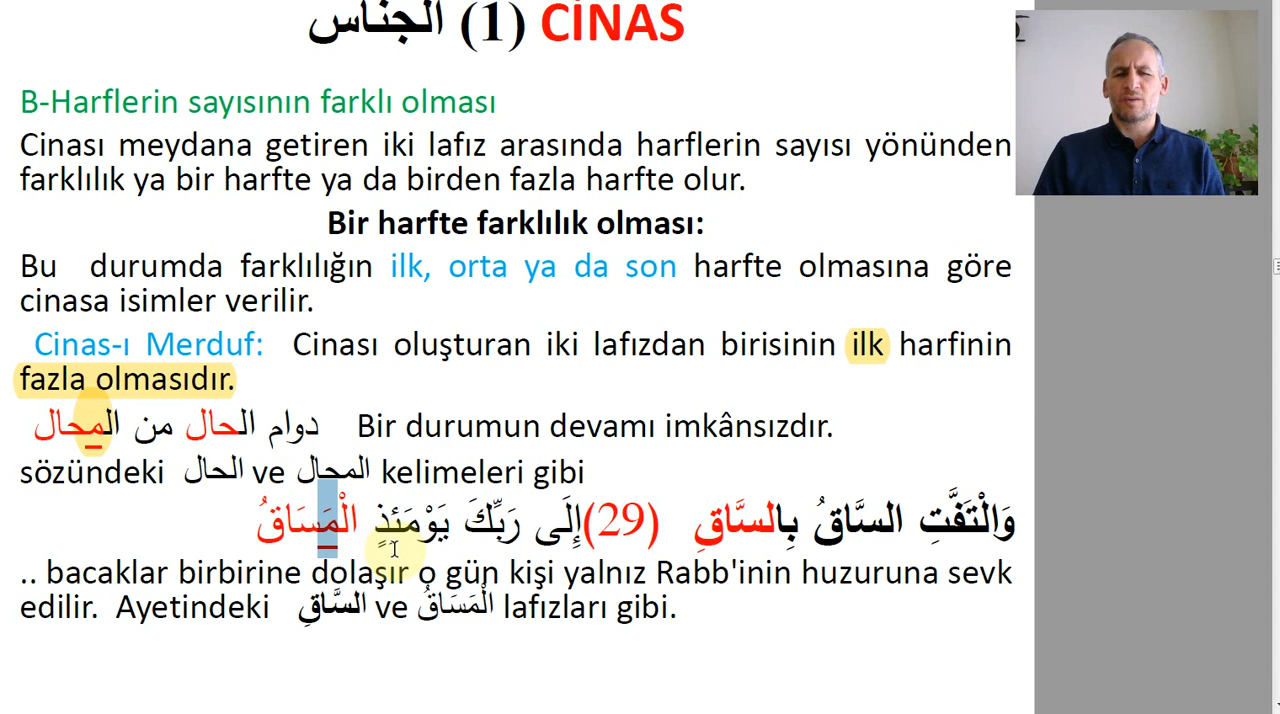 CİNAS (1) الجناس
B-Harflerin sayısının farklı olması
Cinası meydana getiren iki lafız arasında harflerin sayısı yönünden
farklılık ya bir harfte ya da birden fazla harfte olur.
Bir harfte farklılık olması:
Bu durumda farklılığın ilk, orta ya da son harfte olmasına göre
cinasa isimler verilir.
Cinas-ı Merduf: Cinası oluşturan iki lafızdan birisinin ilk harfinin
fazla olmasıdır.
دوام الحال من المحال Bir durumun devamı imkânsızdır.
sözündeki الحال ve المحال kelimeleri gibi
وَالْتَفَّتِ السَّاقُ بِالسَّاقِ (29) إِلَى رَبِّكَ يَوْمَئِذٍ الْمَسَاقُ
.. bacaklar birbirine dolaşır o gün kişi yalnız Rabb'inin huzuruna sevk
edilir. Ayetindeki السَّاقِ ve الْمَسَاقُ lafızları gibi.